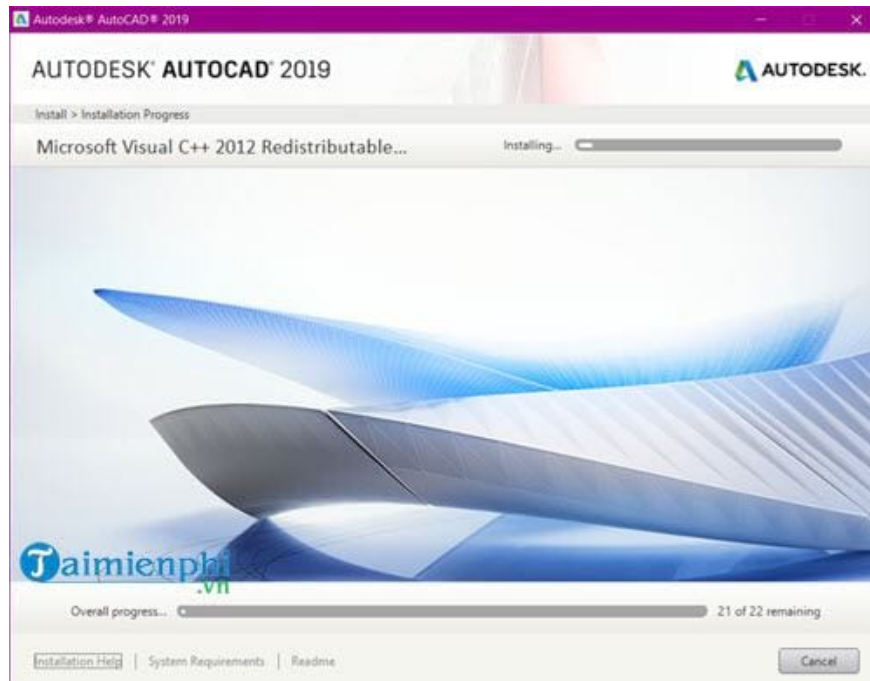 Autodesk® AutoCAD® 2019
AUTODESK® AUTOCAD® 2019
AUTODESK.
Install > Installation Progress
Microsoft Visual C++ 2012 Redistributable...
Installing...
Taimienphi
.vn
Overall progress...
21 of 22 remaining
Installation Help | System Requirements | Readme
Cancel